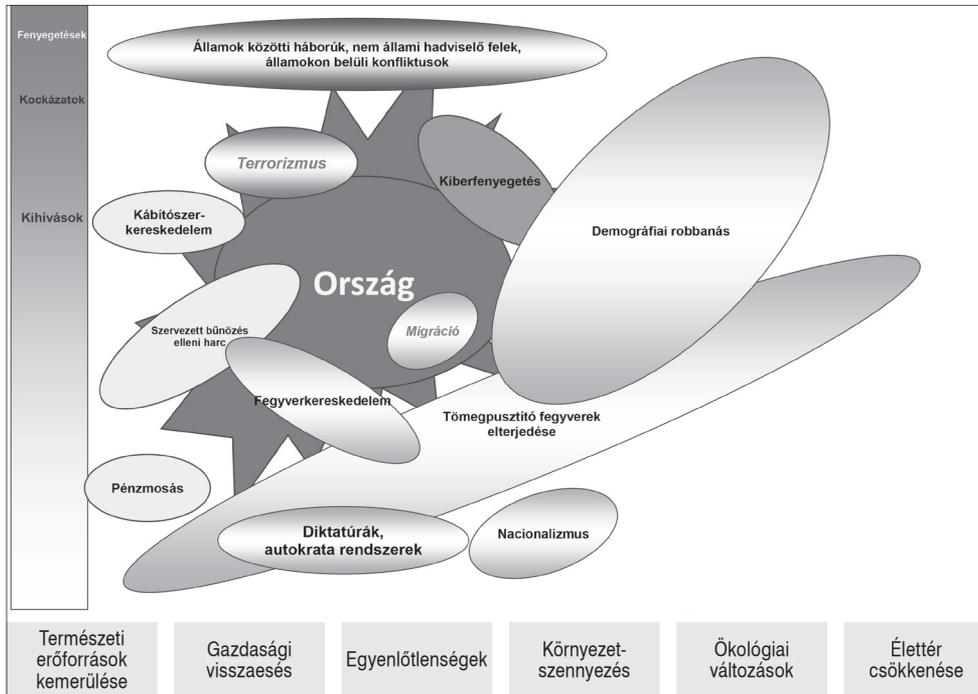 Fenyegetések
Kockázatok
Kihívások
Államok közötti háborúk, nem állami hadviselő felek,
államokon belüli konfliktusok
Terrorizmus
Kiberfenyegetés
Kábítószer-
kereskedelem
Demográfiai robbanás
Ország
Migráció
Szervezett bűnözés
elleni harc
Fegyverkereskedelem
Tömegpusztító fegyverek
elterjedése
Pénzmosás
Diktatúrák,
autokrata rendszerek
Nacionalizmus
Természeti
erőforrások
kemerülése
Gazdasági
visszaesés
Egyenlőtlenségek
Környezet-
szennyezés
Ökológiai
változások
Élettér
csökkenése